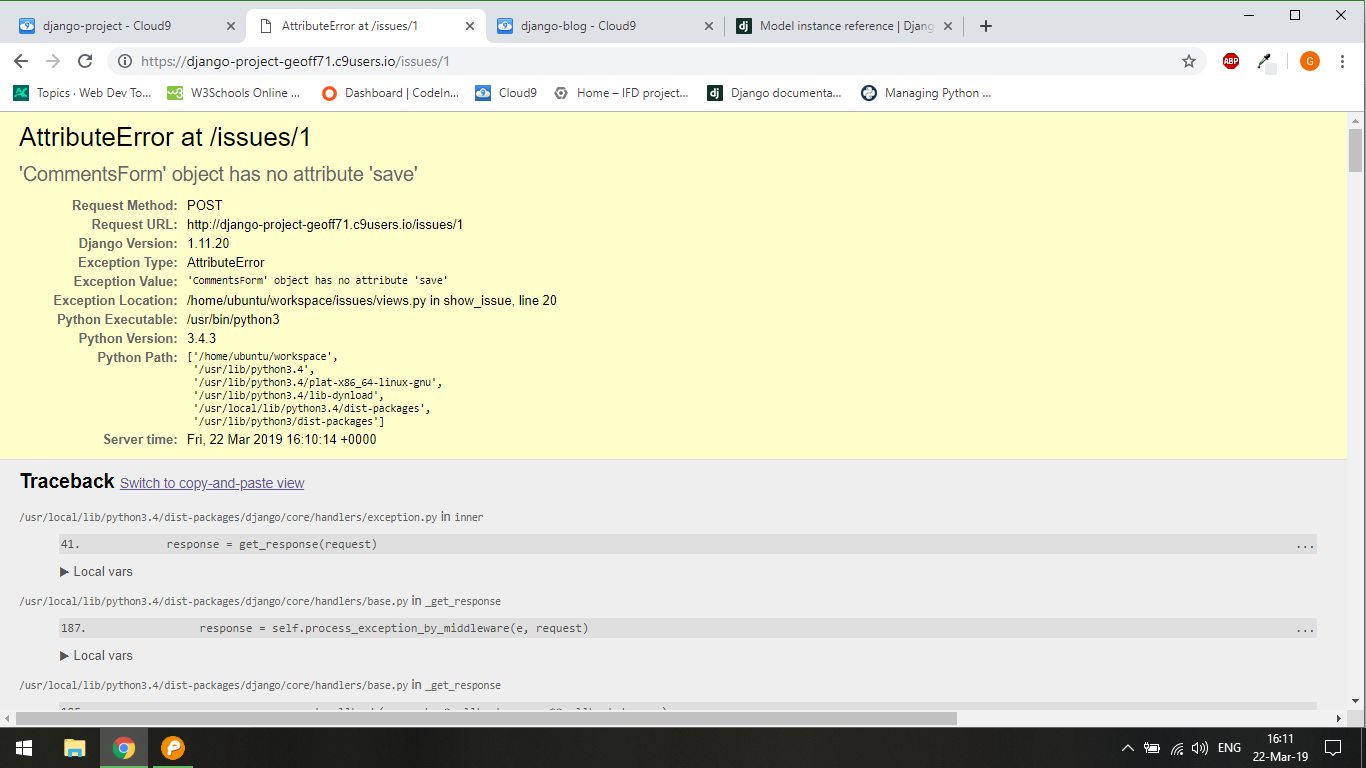 django-project - Cloud9
AttributeError at /issues/1
django-blog - Cloud9
Model instance reference | Djang
https://django-project-geoff71.c9users.io/issues/1
ABP
G
Topics · Web Dev To...
W3Schools Online ...
Dashboard | CodeIn...
Cloud9
Home – IFD project...
Django documenta...
Managing Python ...
AttributeError at /issues/1
'CommentsForm' object has no attribute 'save'
Request Method: POST
Request URL: http://django-project-geoff71.c9users.io/issues/1
Django Version: 1.11.20
Exception Type: AttributeError
Exception Value: 'CommentsForm' object has no attribute 'save'
Exception Location: /home/ubuntu/workspace/issues/views.py in show_issue, line 20
Python Executable: /usr/bin/python3
Python Version: 3.4.3
Python Path: ['/home/ubuntu/workspace',
'/usr/lib/python3.4',
'/usr/lib/python3.4/plat-x86_64-linux-gnu',
'/usr/lib/python3.4/lib-dynload',
'/usr/local/lib/python3.4/dist-packages',
'/usr/lib/python3/dist-packages']
Server time: Fri, 22 Mar 2019 16:10:14 +0000
Traceback Switch to copy-and-paste view
/usr/local/lib/python3.4/dist-packages/django/core/handlers/exception.py in inner
41. response = get_response(request) ...
▶ Local vars
/usr/local/lib/python3.4/dist-packages/django/core/handlers/base.py in _get_response
187. response = self.process_exception_by_middleware(e, request) ...
▶ Local vars
/usr/local/lib/python3.4/dist-packages/django/core/handlers/base.py in _get_response
ENG
16:11
22-Mar-19